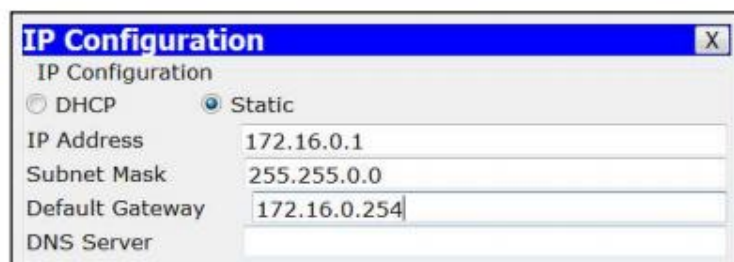 IP Configuration X
IP Configuration
DHCP Static
IP Address 172.16.0.1
Subnet Mask 255.255.0.0
Default Gateway 172.16.0.254
DNS Server